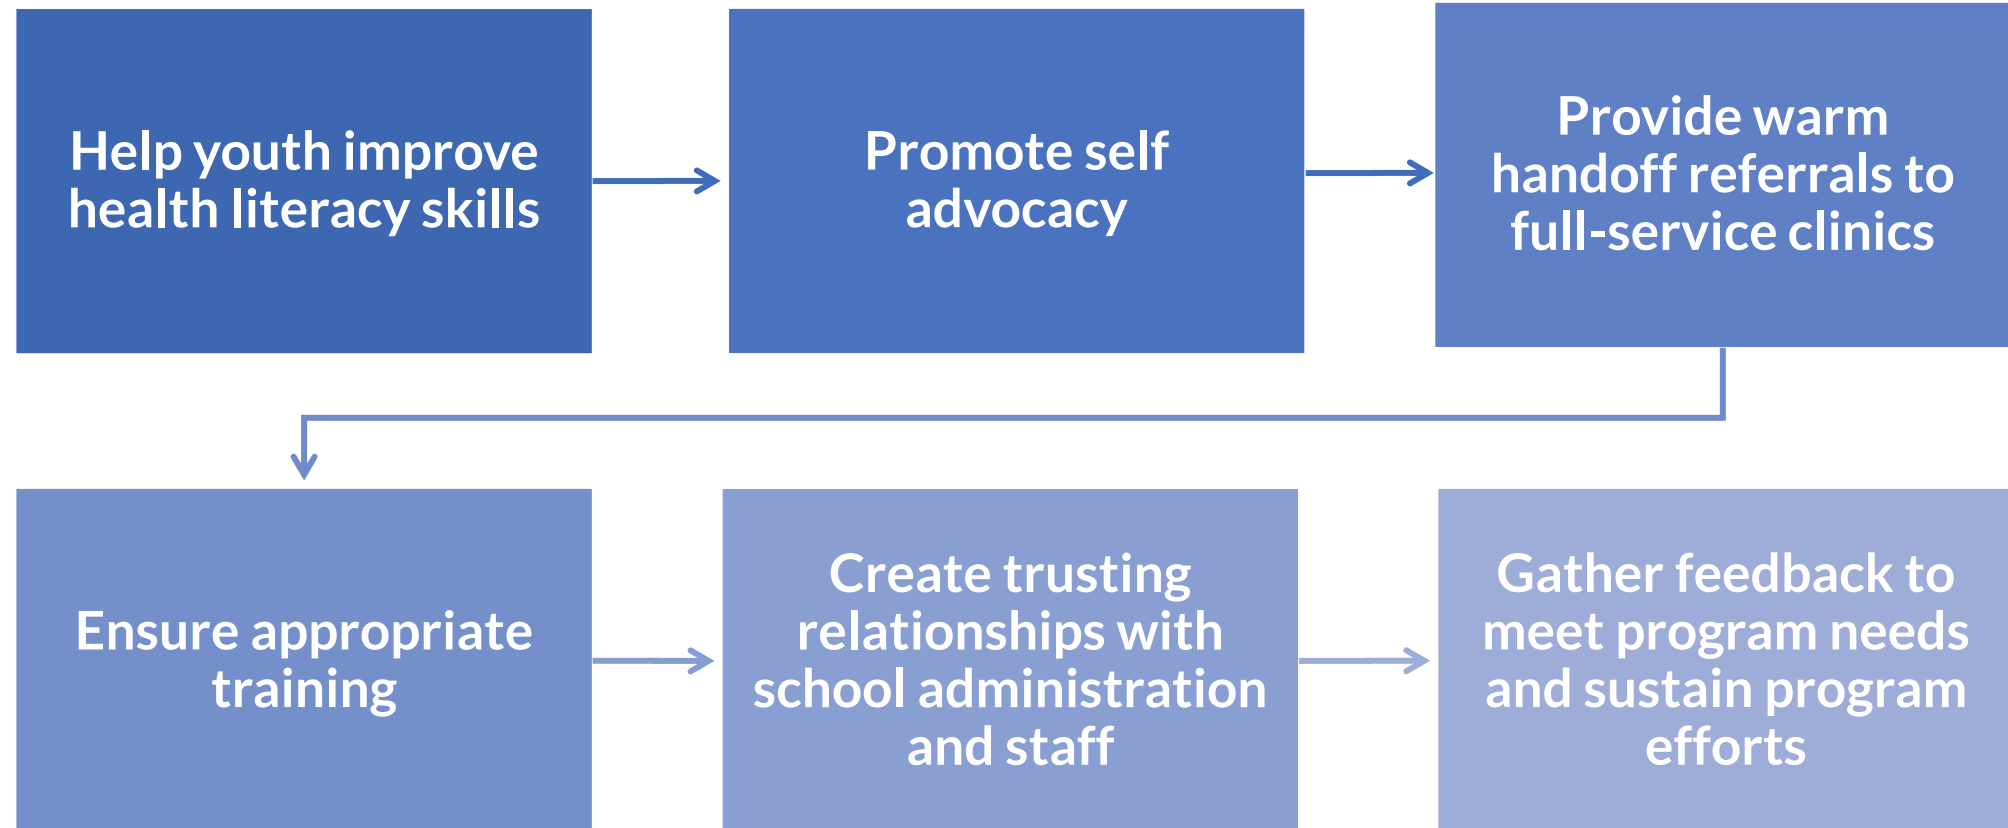 Help youth improve
health literacy skills
Promote self
advocacy
Provide warm
handoff referrals to
full-service clinics
Ensure appropriate
training
Create trusting
relationships with
school administration
and staff
Gather feedback to
meet program needs
and sustain program
efforts